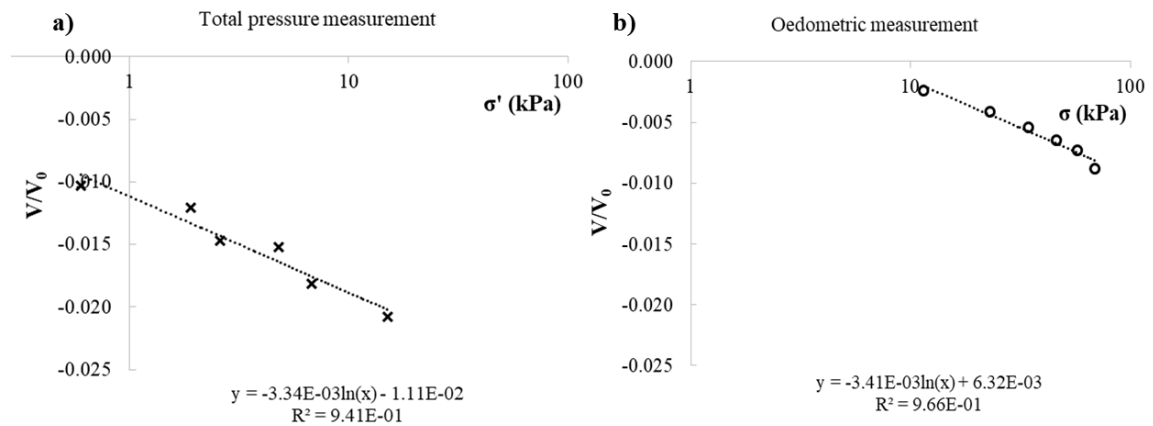 a)
Total pressure measurement
0.000
1
10
100
σ' (kPa)
-0.005
-0.010
-0.015
-0.020
-0.025
V/V₀
y = -3.34E-03ln(x) - 1.11E-02
R² = 9.41E-01
b)
Oedometric measurement
0.000
1
10
100
σ (kPa)
-0.005
-0.010
-0.015
-0.020
-0.025
V/V₀
y = -3.41E-03ln(x) + 6.32E-03
R² = 9.66E-01